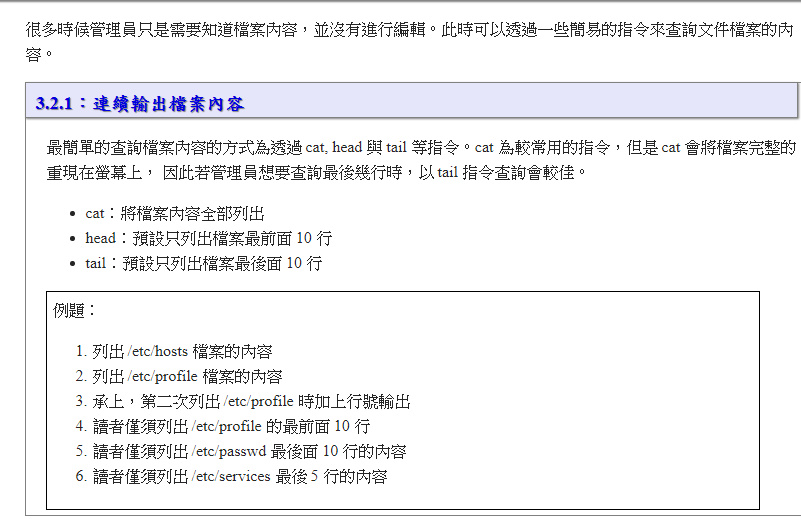 很多時候管理員只是需要知道檔案內容，並沒有進行編輯。此時可以透過一些簡易的指令來查詢文件檔案的內
容。
3.2.1：連續輸出檔案內容
最簡單的查詢檔案內容的方式為透過 cat, head 與 tail 等指令。cat 為較常用的指令，但是 cat 會將檔案完整的
重現在螢幕上， 因此若管理員想要查詢最後幾行時，以 tail 指令查詢會較佳。
• cat：將檔案內容全部列出
• head：預設只列出檔案最前面 10 行
• tail：預設只列出檔案最後面 10 行
例題：
1. 列出 /etc/hosts 檔案的內容
2. 列出 /etc/profile 檔案的內容
3. 承上，第二次列出 /etc/profile 時加上行號輸出
4. 讀者僅須列出 /etc/profile 的最前面 10 行
5. 讀者僅須列出 /etc/passwd 最後面 10 行的內容
6. 讀者僅須列出 /etc/services 最後 5 行的內容